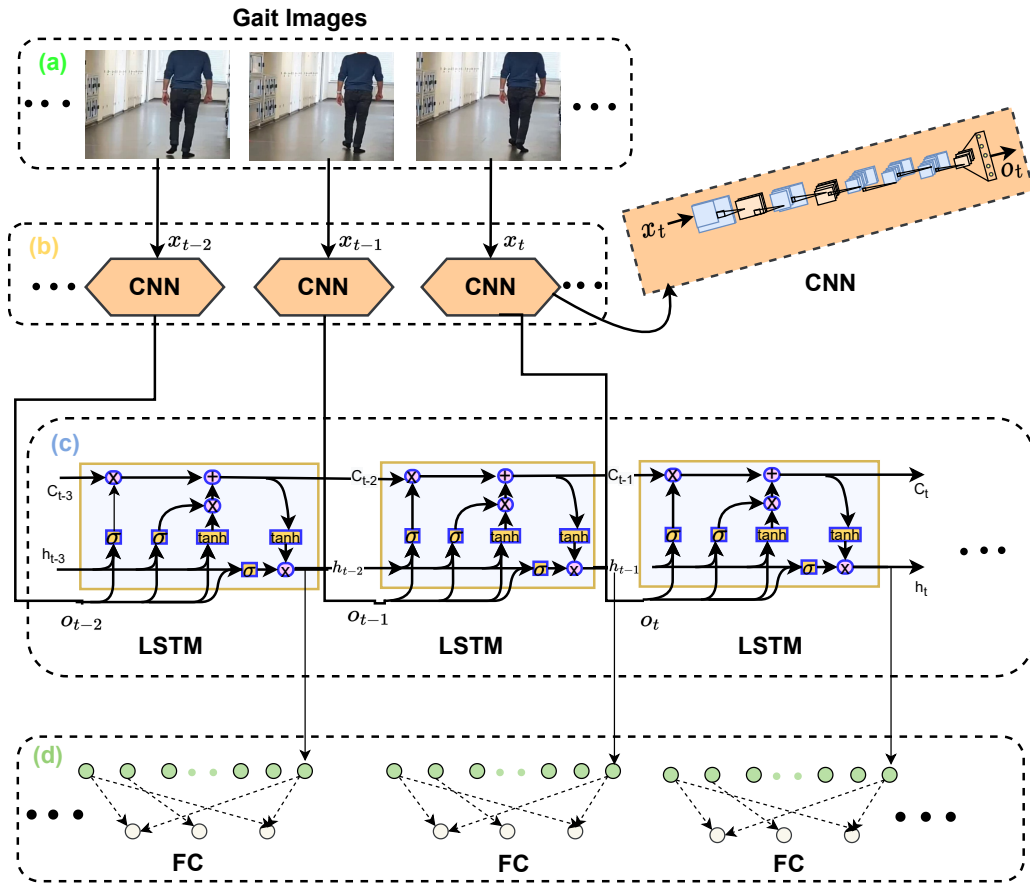 Gait Images
(a)
(b)
x_{t-2}
x_{t-1}
x_t
CNN
CNN
CNN
x_t
o_t
CNN
(c)
C_{t-3}
C_{t-2}
C_{t-1}
C_t
x
+
x
+
x
+
x
x
x
σ
σ
tanh
tanh
σ
σ
tanh
tanh
σ
σ
tanh
tanh
h_{t-3}
σ
x
h_{t-2}
σ
x
h_{t-1}
σ
x
h_t
o_{t-2}
o_{t-1}
o_t
LSTM
LSTM
LSTM
(d)
FC
FC
FC